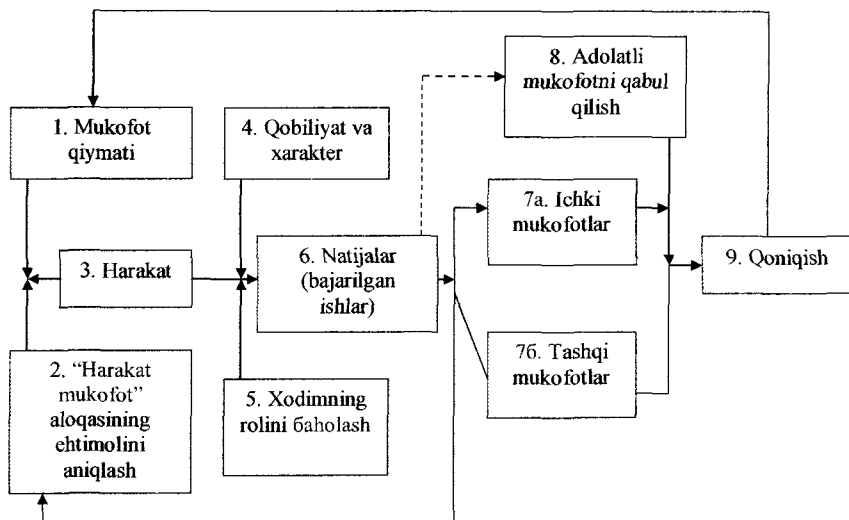 1. Mukofot
qiymati
4. Qobiliyat va
xarakter
8. Adolatli
mukofotni qabul
qilish
3. Harakat
6. Natijalar
(bajarilgan
ishlar)
7a. Ichki
mukofotlar
9. Qoniqish
2. “Harakat
mukofot”
aloqasining
ehtimolini
aniqlash
5. Xodimning
rolini бaholash
7б. Tashqi
mukofotlar